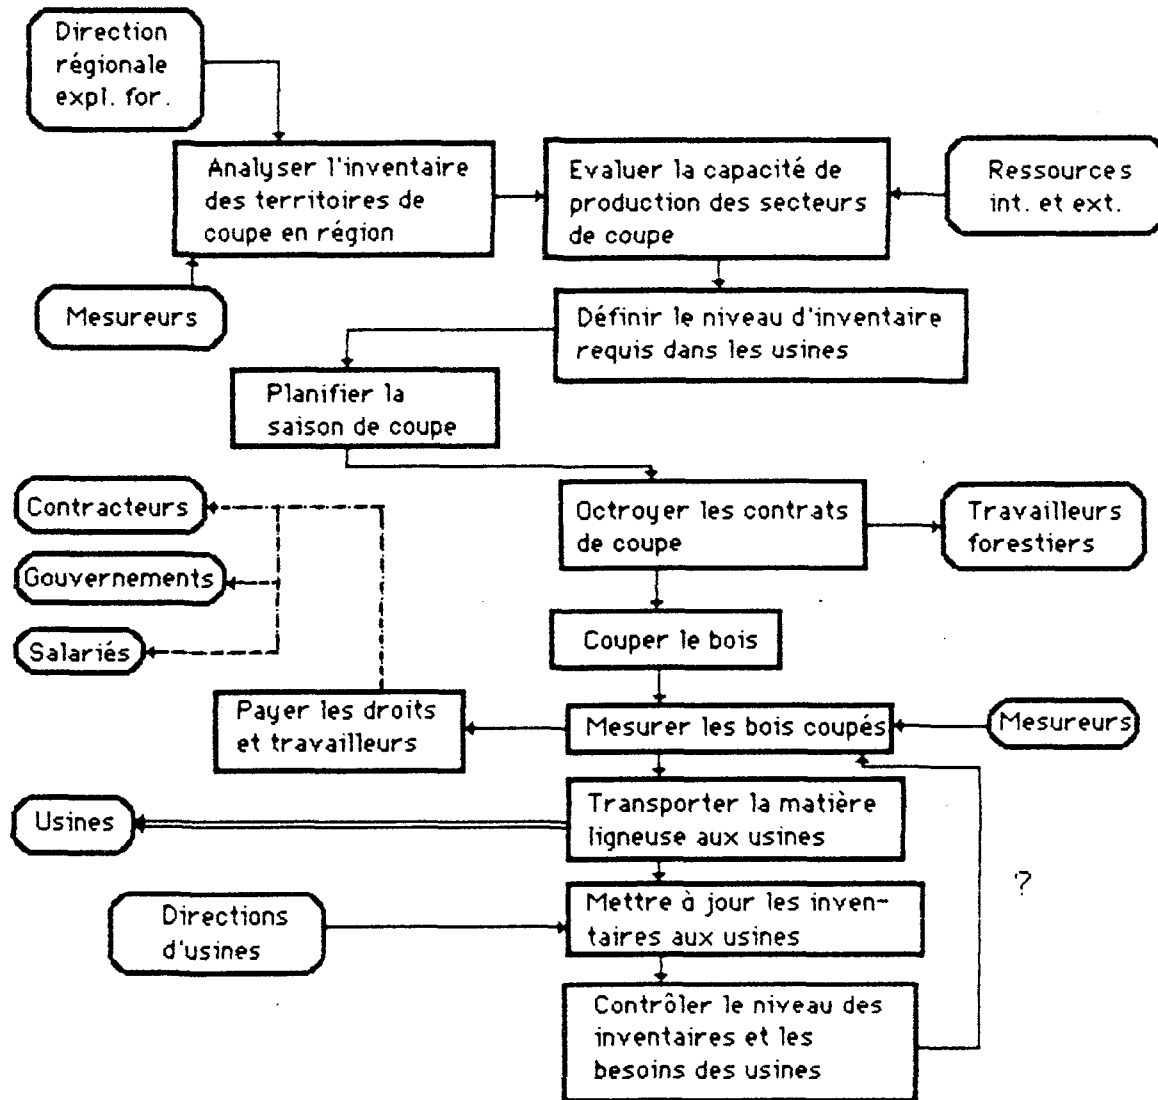 Direction
régionale
expl. for.
Analyser l'inventaire
des territoires de
coupe en région
Evaluer la capacité de
production des secteurs
de coupe
Ressources
int. et ext.
Mesureurs
Définir le niveau d'inventaire
requis dans les usines
Planifier la
saison de coupe
Contracteurs
Octroyer les contrats
de coupe
Travailleurs
forestiers
Gouvernements
Couper le bois
Salariés
Payer les droits
et travailleurs
Mesurer les bois coupés
Mesureurs
Usines
Transporter la matière
ligneuse aux usines
?
Directions
d'usines
Mettre à jour les inven-
taires aux usines
Contrôler le niveau des
inventaires et les
besoins des usines